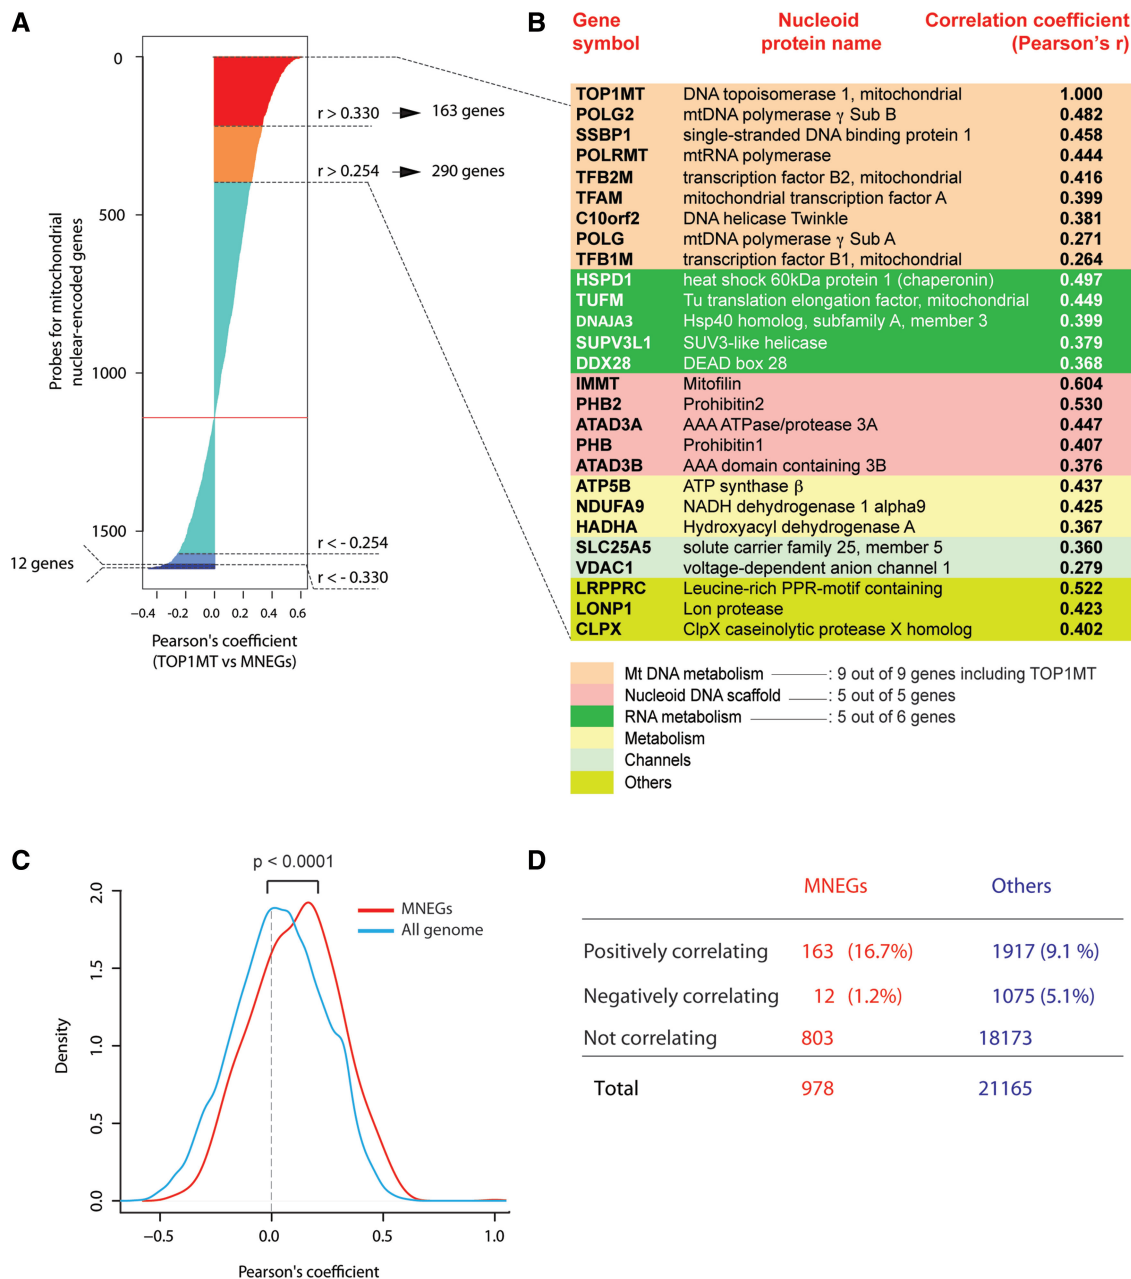 A
0
500
1000
1500
Probes for mitochondrial
nuclear-encoded genes
r > 0.330
163 genes
r > 0.254
290 genes
r < - 0.254
r < - 0.330
12 genes
-0.4
-0.2
0.0
0.2
0.4
0.6
Pearson's coefficient
(TOP1MT vs MNEGs)
B
Gene symbol Nucleoid protein name Correlation coefficient (Pearson's r)
TOP1MT DNA topoisomerase 1, mitochondrial 1.000
POLG2 mtDNA polymerase γ Sub B 0.482
SSBP1 single-stranded DNA binding protein 1 0.458
POLRMT mtRNA polymerase 0.444
TFB2M transcription factor B2, mitochondrial 0.416
TFAM mitochondrial transcription factor A 0.399
C10orf2 DNA helicase Twinkle 0.381
POLG mtDNA polymerase γ Sub A 0.271
TFB1M transcription factor B1, mitochondrial 0.264
HSPD1 heat shock 60kDa protein 1 (chaperonin) 0.497
TUFM Tu translation elongation factor, mitochondrial 0.449
DNAJA3 Hsp40 homolog, subfamily A, member 3 0.399
SUPV3L1 SUV3-like helicase 0.379
DDX28 DEAD box 28 0.368
IMMT Mitofilin 0.604
PHB2 Prohibitin2 0.530
ATAD3A AAA ATPase/protease 3A 0.447
PHB Prohibitin1 0.407
ATAD3B AAA domain containing 3B 0.376
ATP5B ATP synthase β 0.437
NDUFA9 NADH dehydrogenase 1 alpha9 0.425
HADHA Hydroxyacyl dehydrogenase A 0.367
SLC25A5 solute carrier family 25, member 5 0.360
VDAC1 voltage-dependent anion channel 1 0.279
LRPPRC Leucine-rich PPR-motif containing 0.522
LONP1 Lon protease 0.423
CLPX ClpX caseinolytic protease X homolog 0.402
Mt DNA metabolism : 9 out of 9 genes including TOP1MT
Nucleoid DNA scaffold : 5 out of 5 genes
RNA metabolism : 5 out of 6 genes
Metabolism
Channels
Others
C
p < 0.0001
MNEGs
All genome
2.0
1.5
1.0
0.5
0.0
Density
−0.5
0.0
0.5
1.0
Pearson's coefficient
D
MNEGs Others
Positively correlating 163 (16.7%) 1917 (9.1 %)
Negatively correlating 12 (1.2%) 1075 (5.1%)
Not correlating 803 18173
Total 978 21165